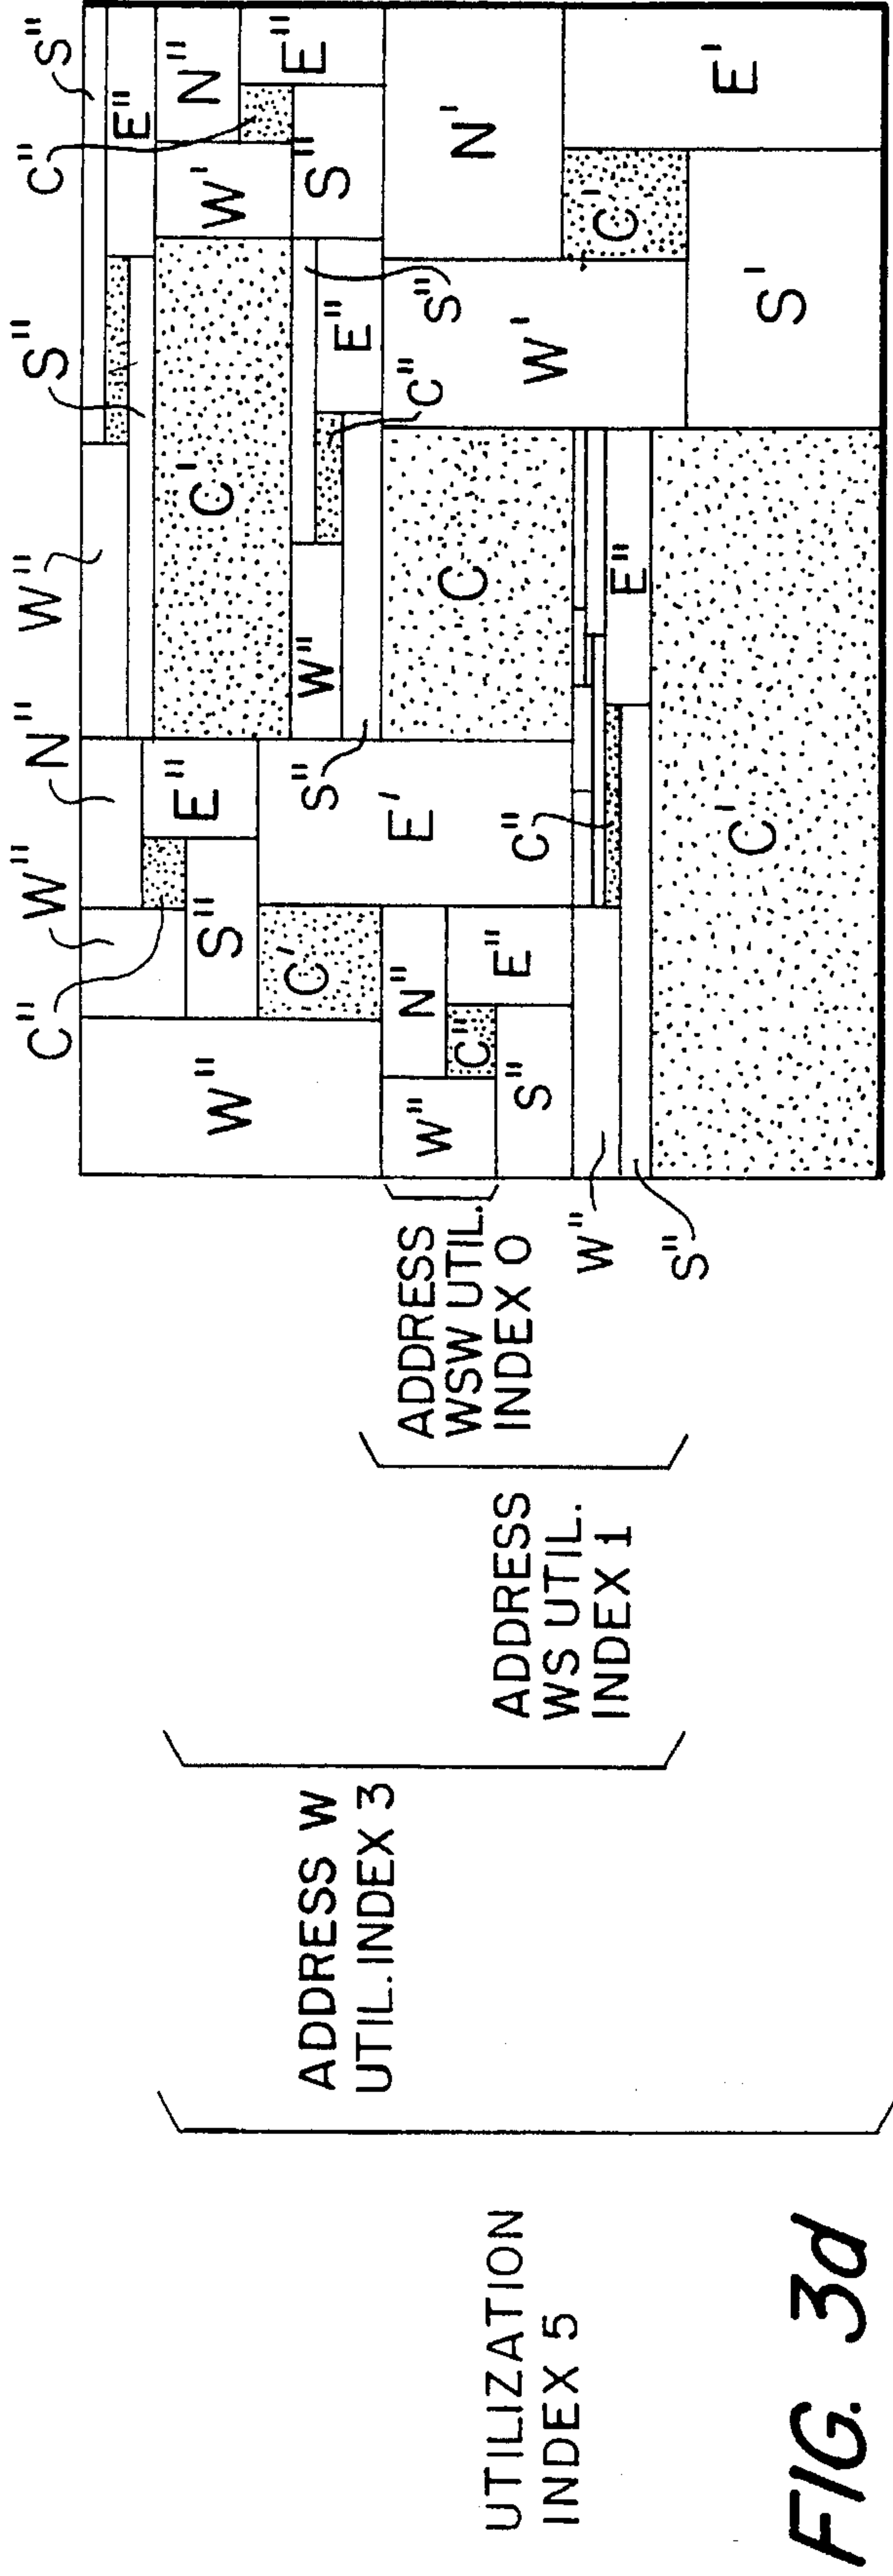 C" W" N" W" S" C" S"
E"
W" S" E" C' W' N"
C' S" W" S" E"
E" E'
W" N" C" S"
C" E" C N'
S" C" W' C'
W" E"
S" C' S' E'
ADDRESS W
UTIL. INDEX 3
ADDRESS
WSW UTIL.
INDEX 0
ADDRESS
WS UTIL.
INDEX 1
UTILIZATION
INDEX 5
FIG. 3d